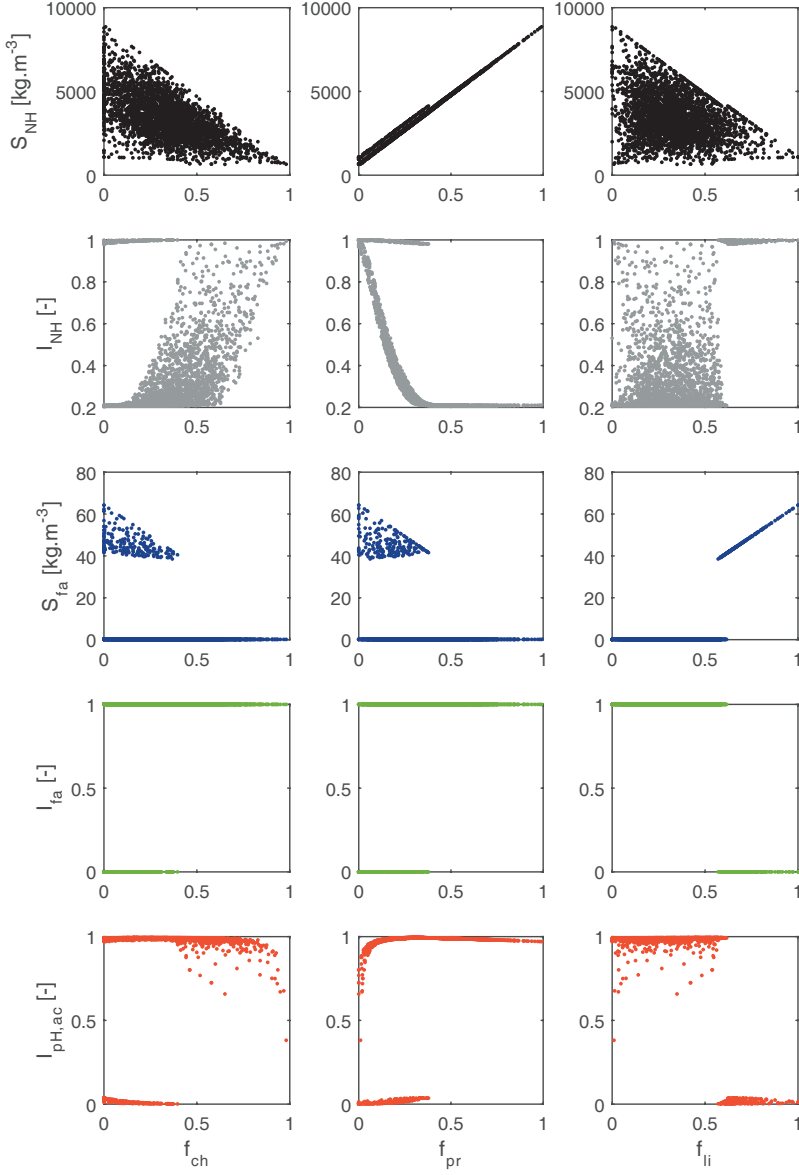 10000 10000 10000
S_NH [kg.m^-3]
5000 5000 5000
0 0 0
0 0.5 1 0 0.5 1 0 0.5 1
1 1 1
0.8 0.8 0.8
I_NH [-]
0.6 0.6 0.6
0.4 0.4 0.4
0.2 0.2 0.2
0 0.5 1 0 0.5 1 0 0.5 1
80 80 80
S_fa [kg.m^-3]
60 60 60
40 40 40
20 20 20
0 0 0
0 0.5 1 0 0.5 1 0 0.5 1
1 1 1
I_fa [-]
0.5 0.5 0.5
0 0 0
0 0.5 1 0 0.5 1 0 0.5 1
1 1 1
I_pH,ac [-]
0.5 0.5 0.5
0 0 0
0 0.5 1 0 0.5 1 0 0.5 1
f_ch f_pr f_li